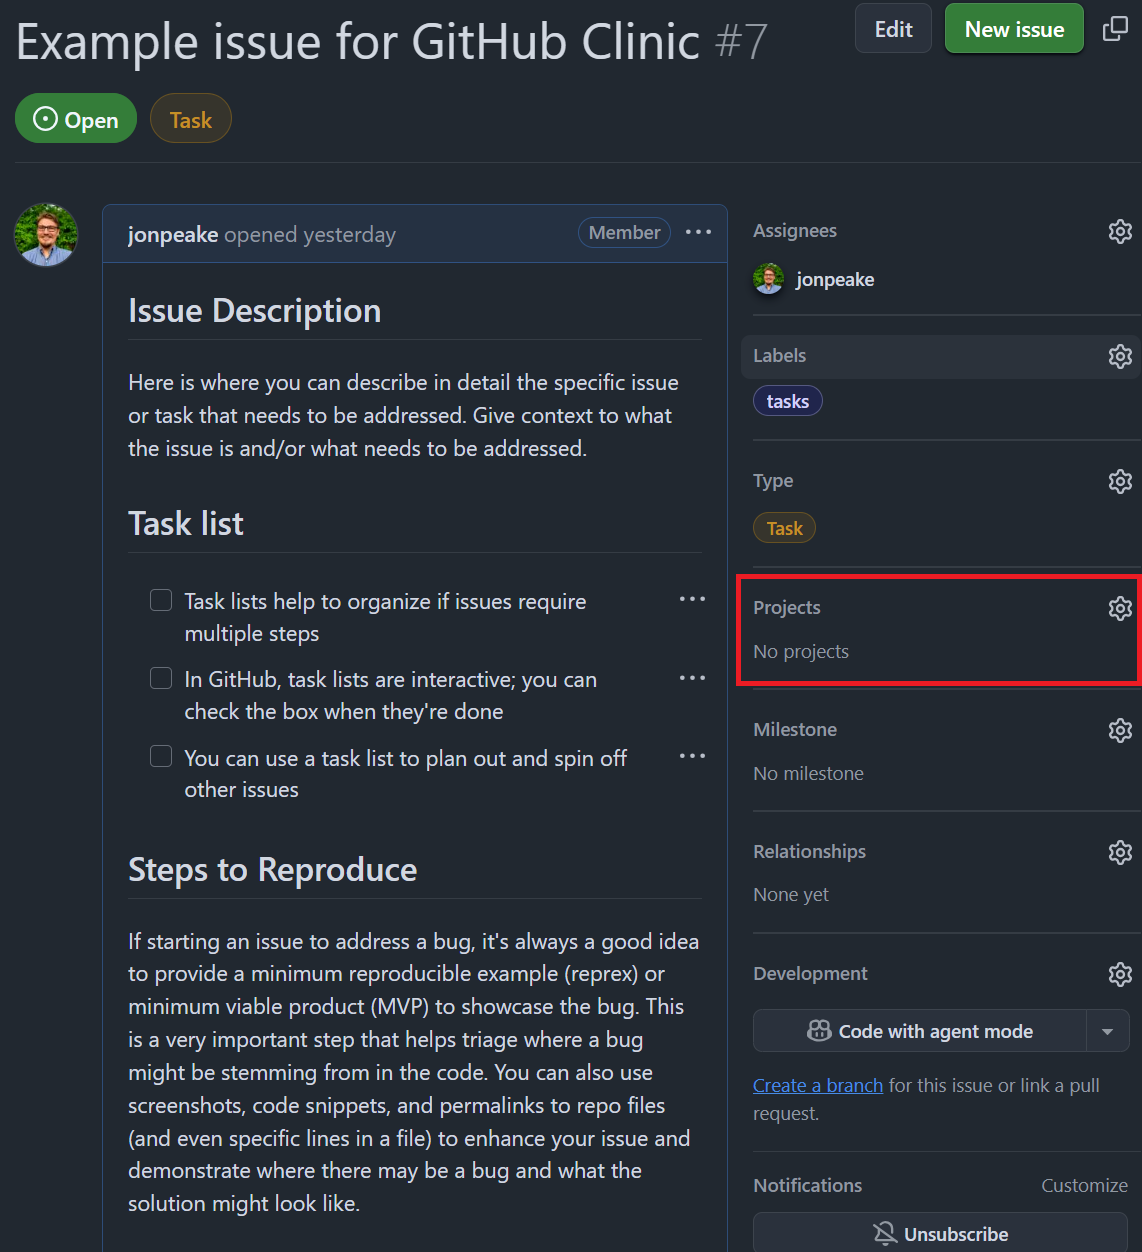 Example issue for GitHub Clinic #7
Edit
New issue
Open
Task
jonpeake opened yesterday
Member
Issue Description
Here is where you can describe in detail the specific issue
or task that needs to be addressed. Give context to what
the issue is and/or what needs to be addressed.
Task list
Task lists help to organize if issues require
multiple steps
In GitHub, task lists are interactive; you can
check the box when they're done
You can use a task list to plan out and spin off
other issues
Steps to Reproduce
If starting an issue to address a bug, it's always a good idea
to provide a minimum reproducible example (reprex) or
minimum viable product (MVP) to showcase the bug. This
is a very important step that helps triage where a bug
might be stemming from in the code. You can also use
screenshots, code snippets, and permalinks to repo files
(and even specific lines in a file) to enhance your issue and
demonstrate where there may be a bug and what the
solution might look like.
Assignees
jonpeake
Labels
tasks
Type
Task
Projects
No projects
Milestone
No milestone
Relationships
None yet
Development
Code with agent mode
Create a branch for this issue or link a pull
request.
Notifications
Customize
Unsubscribe